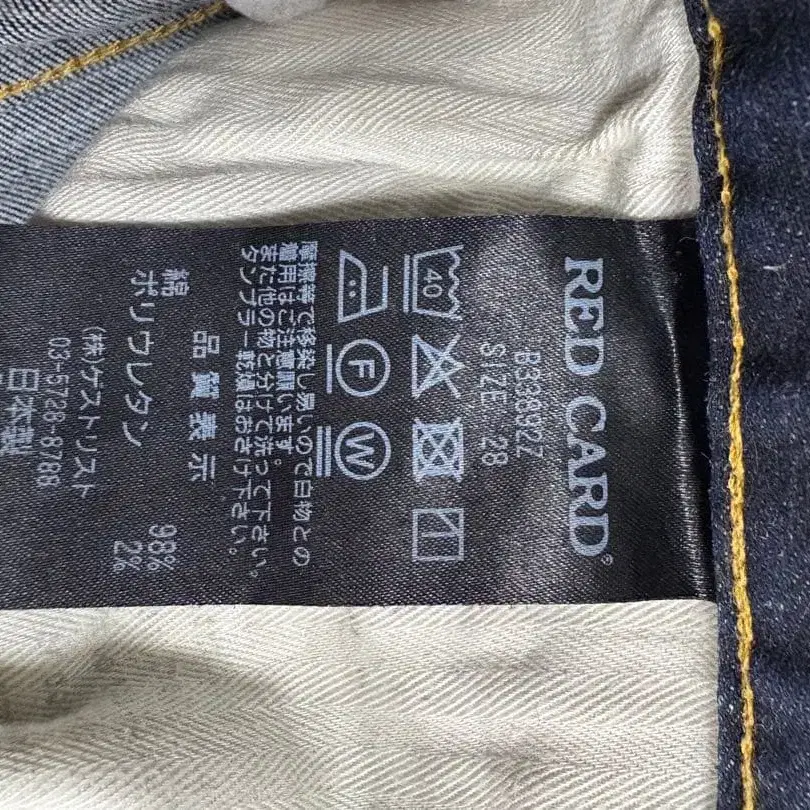 RED CARD®
B33892Z
SIZE 28
40
F
W
摩擦等で移染し易いので白物との
着用はご注意願います。
また他の物と分けて洗って下さい。
タンブラー乾燥はおさけ下さい。
品質表示
綿 98%
ポリウレタン 2%
(株)ゲストリスト
03-5728-8788
日本製